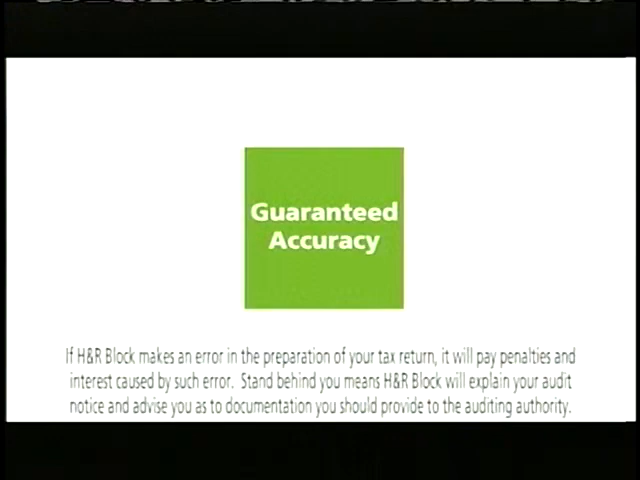 Guaranteed
Accuracy
If H&R Block makes an error in the preparation of your tax return, it will pay penalties and
interest caused by such error. Stand behind you means H&R Block will explain your audit
notice and advise you as to documentation you should provide to the auditing authority.